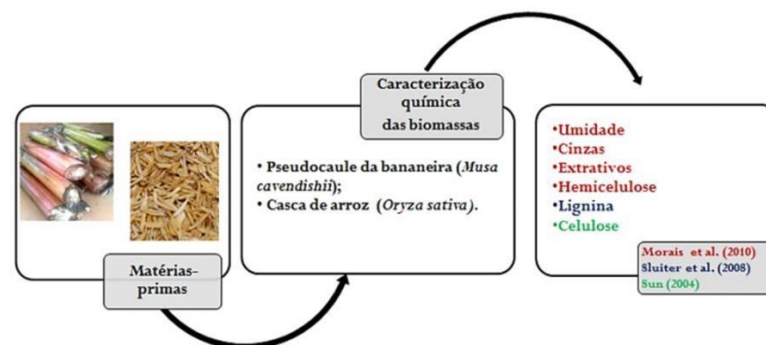 Matérias-
primas
Caracterização
química
das biomassas
• Pseudocaule da bananeira (Musa
cavendishii);
• Casca de arroz (Oryza sativa).
•Umidade
•Cinzas
•Extrativos
•Hemicelulose
•Lignina
•Celulose
Morais et al. (2010)
Sluiter et al. (2008)
Sun (2004)